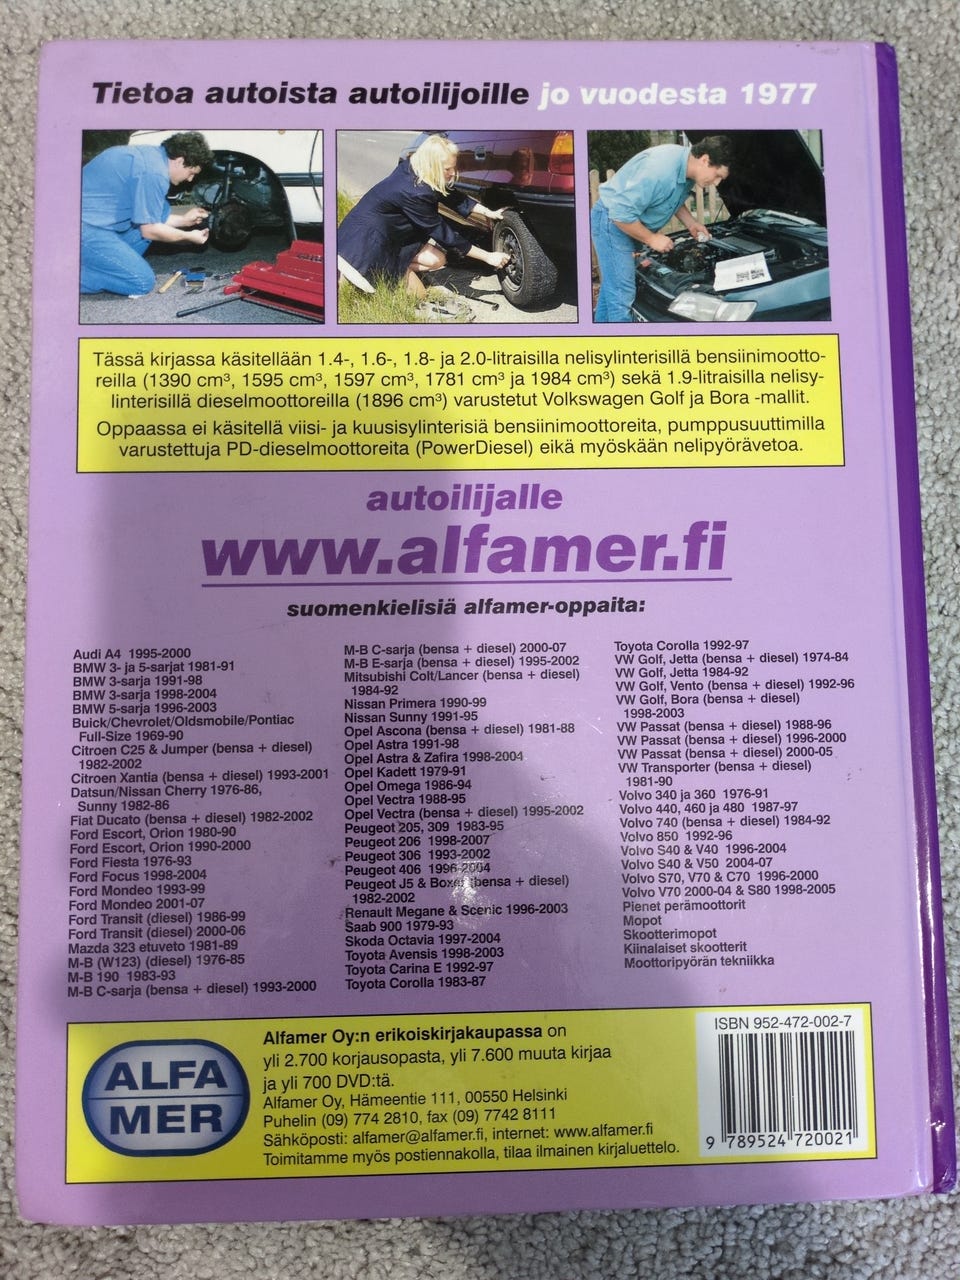 Tietoa autoista autoilijoille jo vuodesta 1977
Tässä kirjassa käsitellään 1.4-, 1.6-, 1.8- ja 2.0-litraisilla nelisylinterisillä bensiinimootto-
reilla (1390 cm³, 1595 cm³, 1597 cm³, 1781 cm³ ja 1984 cm³) sekä 1.9-litraisilla nelisy-
linterisillä dieselmoottoreilla (1896 cm³) varustetut Volkswagen Golf ja Bora -mallit.
Oppaassa ei käsitellä viisi- ja kuusisylinterisiä bensiinimoottoreita, pumppusuuttimilla
varustettuja PD-dieselmoottoreita (PowerDiesel) eikä myöskään nelipyörävetoa.
autoilijalle
www.alfamer.fi
suomenkielisiä alfamer-oppaita:
Audi A4 1995-2000
BMW 3- ja 5-sarjat 1981-91
BMW 3-sarja 1991-98
BMW 3-sarja 1998-2004
BMW 5-sarja 1996-2003
Buick/Chevrolet/Oldsmobile/Pontiac
Full-Size 1969-90
Citroen C25 & Jumper (bensa + diesel)
1982-2002
Citroen Xantia (bensa + diesel) 1993-2001
Datsun/Nissan Cherry 1976-86,
Sunny 1982-86
Fiat Ducato (bensa + diesel) 1982-2002
Ford Escort, Orion 1980-90
Ford Escort, Orion 1990-2000
Ford Fiesta 1976-93
Ford Focus 1998-2004
Ford Mondeo 1993-99
Ford Mondeo 2001-07
Ford Transit (diesel) 1986-99
Ford Transit (diesel) 2000-06
Mazda 323 etuveto 1981-89
M-B (W123) (diesel) 1976-85
M-B 190 1983-93
M-B C-sarja (bensa + diesel) 1993-2000
M-B C-sarja (bensa + diesel) 2000-07
M-B E-sarja (bensa + diesel) 1995-2002
Mitsubishi Colt/Lancer (bensa + diesel)
1984-92
Nissan Primera 1990-99
Nissan Sunny 1991-95
Opel Ascona (bensa + diesel) 1981-88
Opel Astra 1991-98
Opel Astra & Zafira 1998-2004
Opel Kadett 1979-91
Opel Omega 1986-94
Opel Vectra 1988-95
Opel Vectra (bensa + diesel) 1995-2002
Peugeot 205, 309 1983-95
Peugeot 206 1998-2007
Peugeot 306 1993-2002
Peugeot 406 1996-2004
Peugeot J5 & Boxer (bensa + diesel)
1982-2002
Renault Megane & Scenic 1996-2003
Saab 900 1979-93
Skoda Octavia 1997-2004
Toyota Avensis 1998-2003
Toyota Carina E 1992-97
Toyota Corolla 1983-87
Toyota Corolla 1992-97
VW Golf, Jetta (bensa + diesel) 1974-84
VW Golf, Jetta 1984-92
VW Golf, Vento (bensa + diesel) 1992-96
VW Golf, Bora (bensa + diesel)
1998-2003
VW Passat (bensa + diesel) 1988-96
VW Passat (bensa + diesel) 1996-2000
VW Passat (bensa + diesel) 2000-05
VW Transporter (bensa + diesel)
1981-90
Volvo 340 ja 360 1976-91
Volvo 440, 460 ja 480 1987-97
Volvo 740 (bensa + diesel) 1984-92
Volvo 850 1992-96
Volvo S40 & V40 1996-2004
Volvo S40 & V50 2004-07
Volvo S70, V70 & C70 1996-2000
Volvo V70 2000-04 & S80 1998-2005
Pienet perämoottorit
Mopot
Skootterimopot
Kiinalaiset skootterit
Moottoripyörän tekniikka
ALFA
MER
Alfamer Oy:n erikoiskirjakaupassa on
yli 2.700 korjausopasta, yli 7.600 muuta kirjaa
ja yli 700 DVD:tä.
Alfamer Oy, Hämeentie 111, 00550 Helsinki
Puhelin (09) 774 2810, fax (09) 7742 8111
Sähköposti: alfamer@alfamer.fi, internet: www.alfamer.fi
Toimitamme myös postiennakolla, tilaa ilmainen kirjaluettelo.
ISBN 952-472-002-7
9 789524 720021